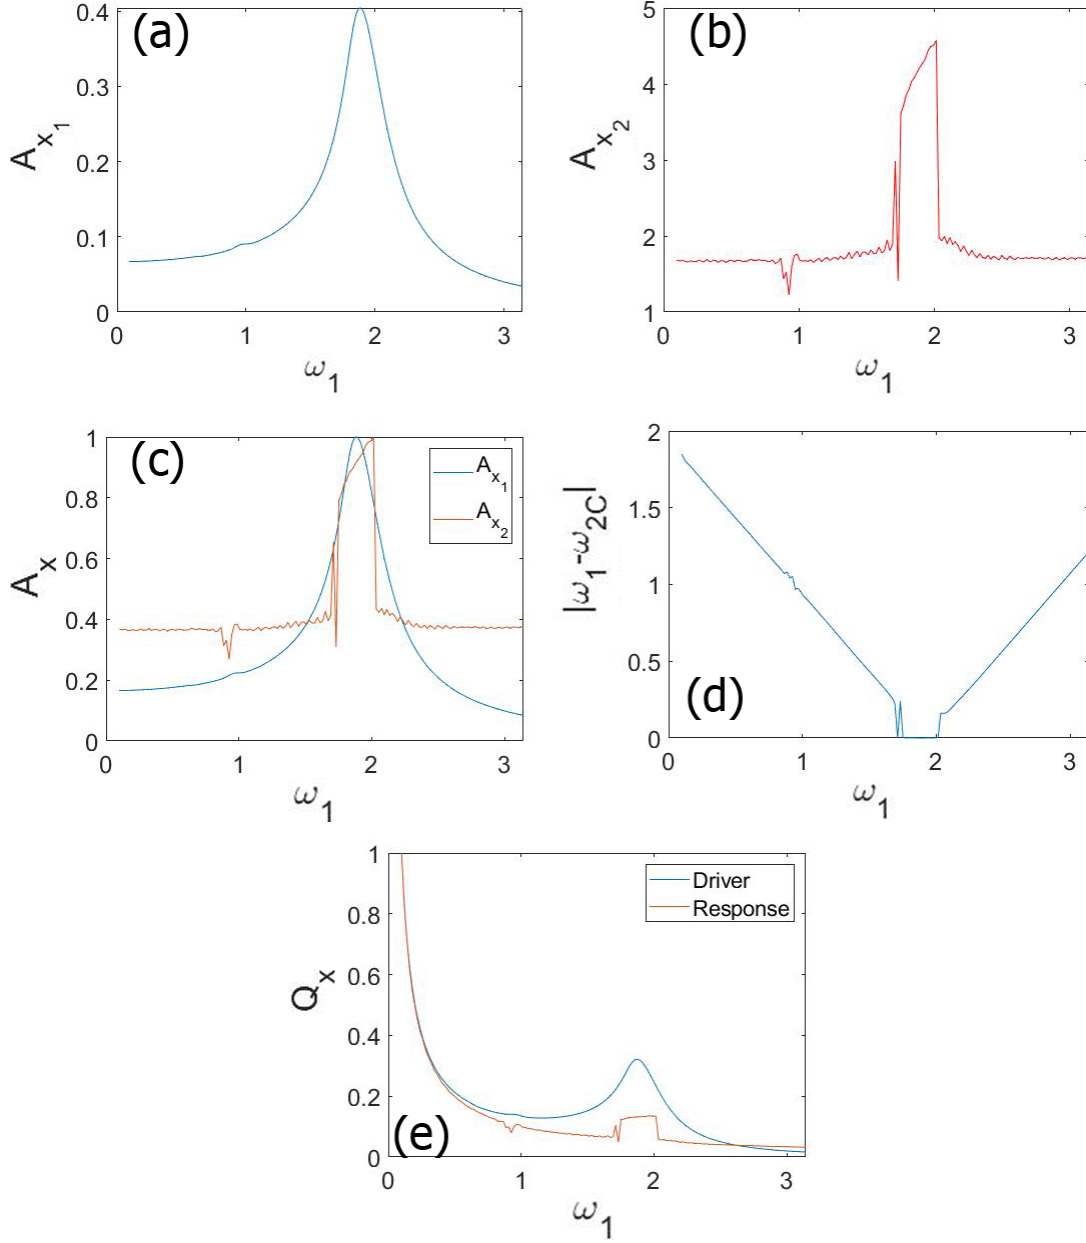 (a)
A_{x_1}
0.4
0.3
0.2
0.1
0
0 1 2 3
ω_1
(b)
A_{x_2}
5
4
3
2
1
0 1 2 3
ω_1
(c)
A_x
1
0.8
0.6
0.4
0.2
0
0 1 2 3
ω_1
A_{x_1}
A_{x_2}
(d)
|ω_1-ω_{2C}|
2
1.5
1
0.5
0
0 1 2 3
ω_1
(e)
Q_x
1
0.8
0.6
0.4
0.2
0
0 1 2 3
ω_1
Driver
Response